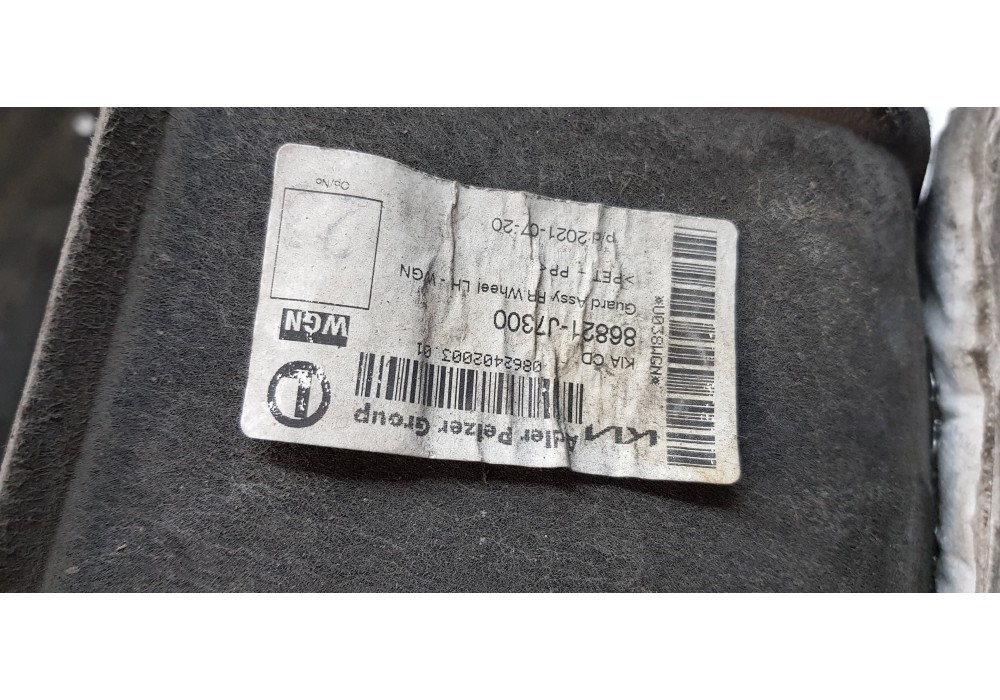 KIA Adler Pelzer Group
0862402003.01
KIA CD
86821-J7300
Guard Assy RR.Wheel LH - WGN
>PET - PP<
p/d:2021-07-20
*U038WGN*
L
WGN
Op/No